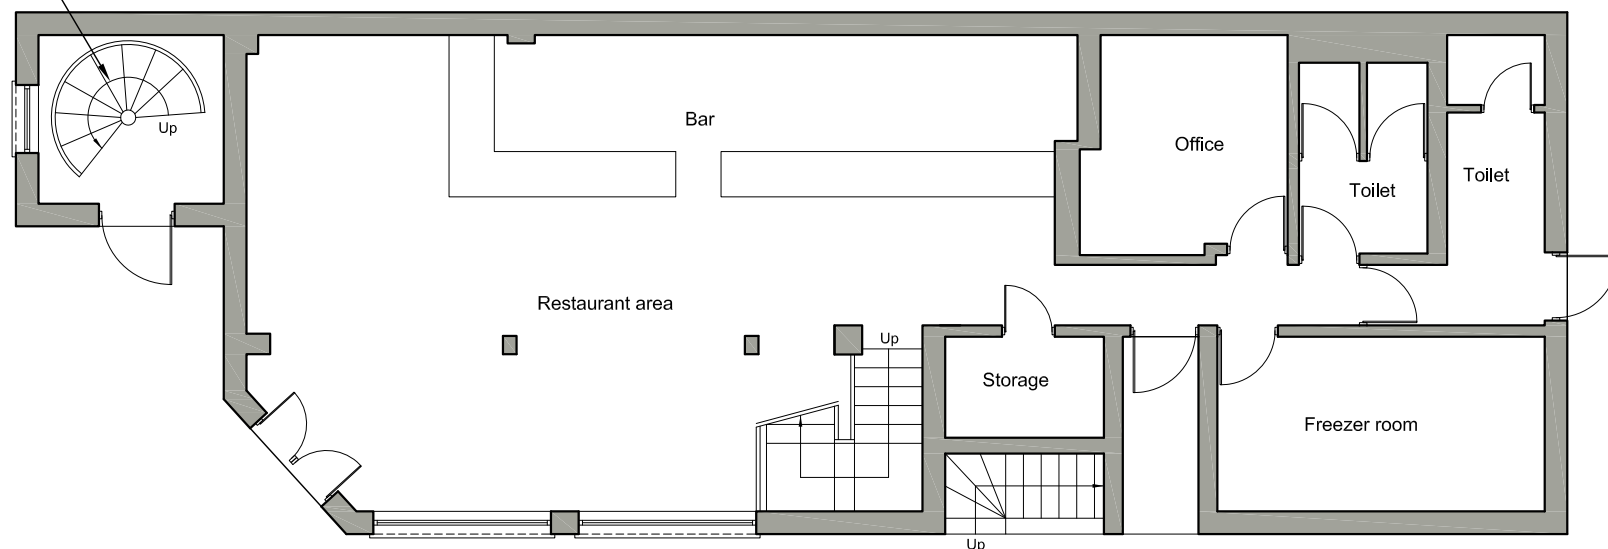 Up
Bar
Office
Toilet
Toilet
Restaurant area
Up
Storage
Freezer room
Up